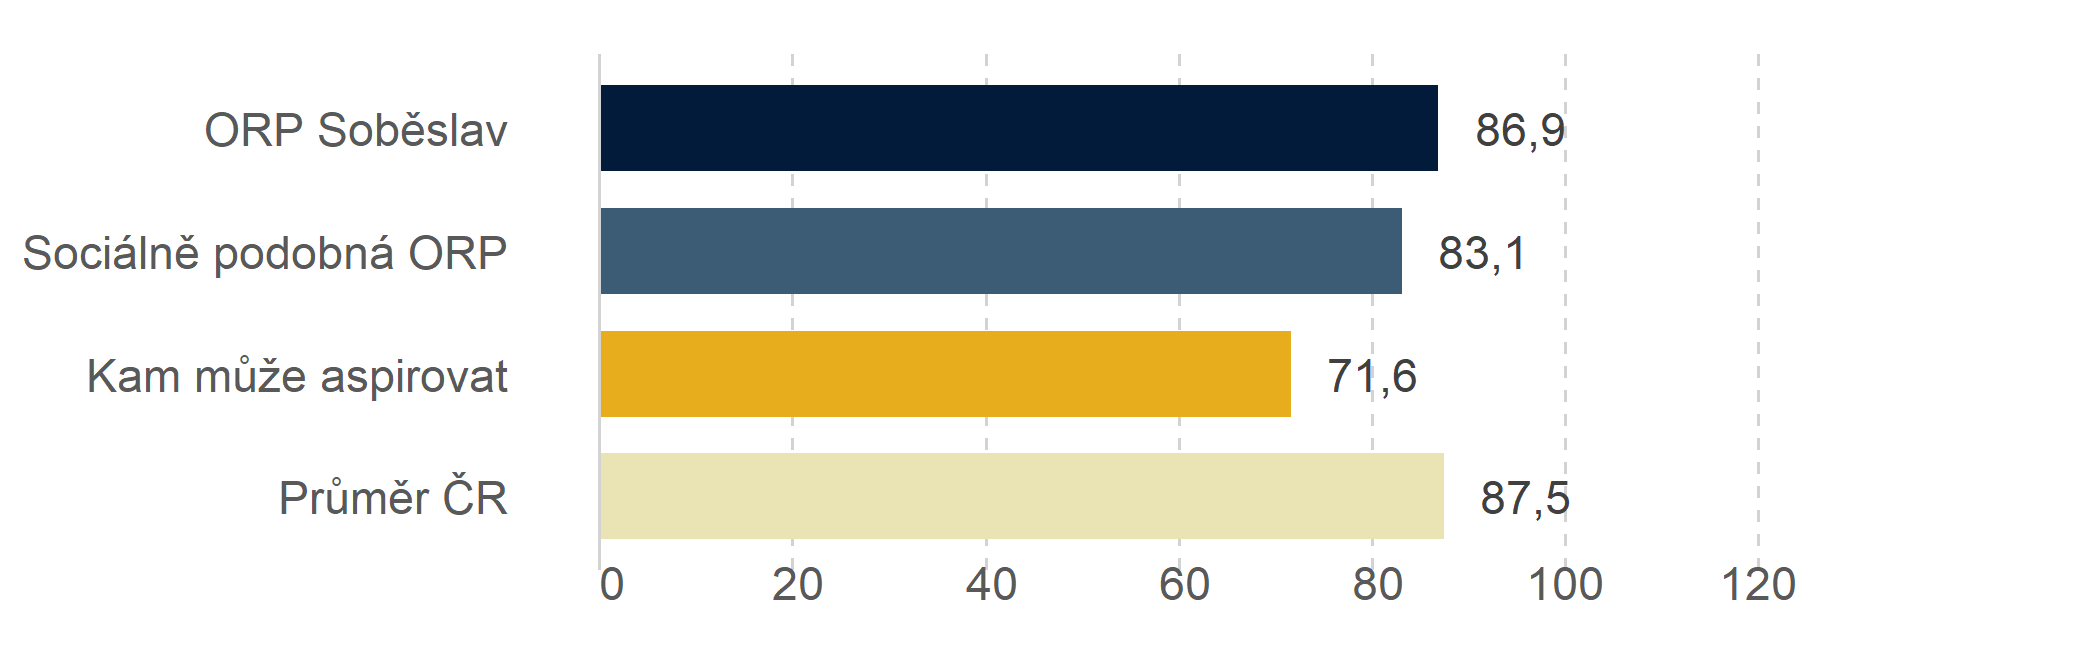 ORP Soběslav 86,9
Sociálně podobná ORP 83,1
Kam může aspirovat 71,6
Průměr ČR 87,5
0 20 40 60 80 100 120